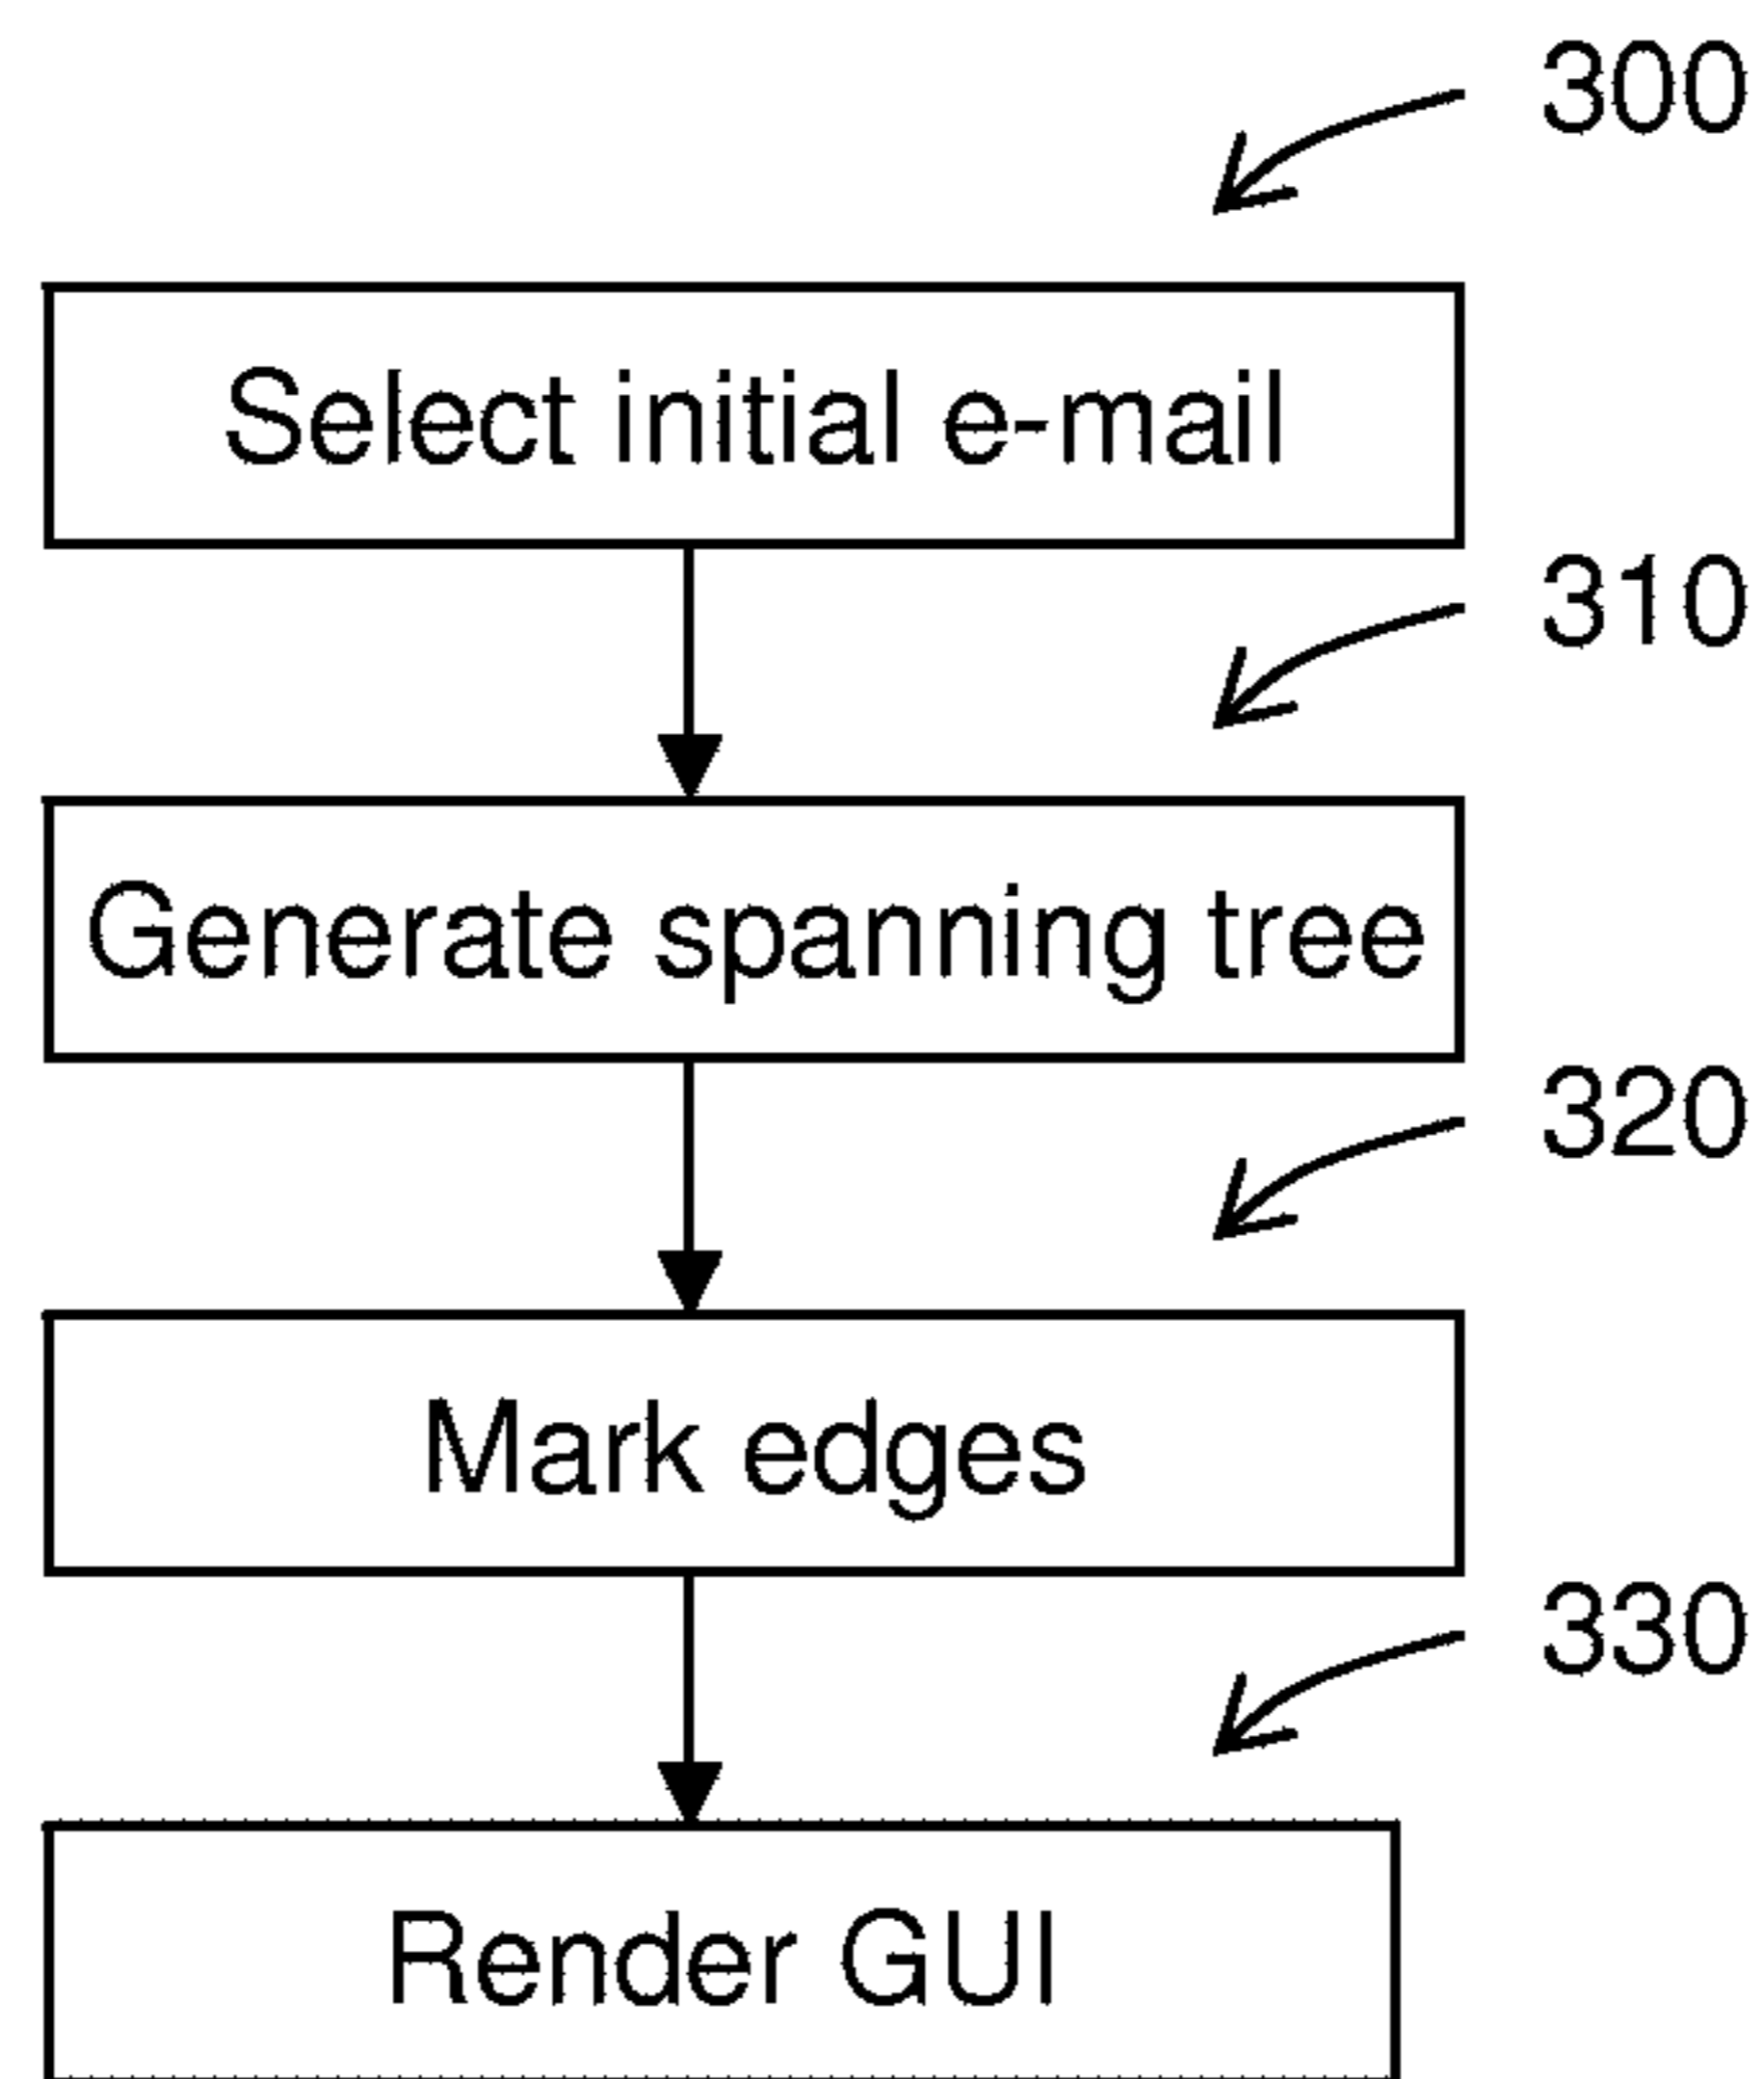 300
Select initial e-mail
310
Generate spanning tree
320
Mark edges
330
Render GUI